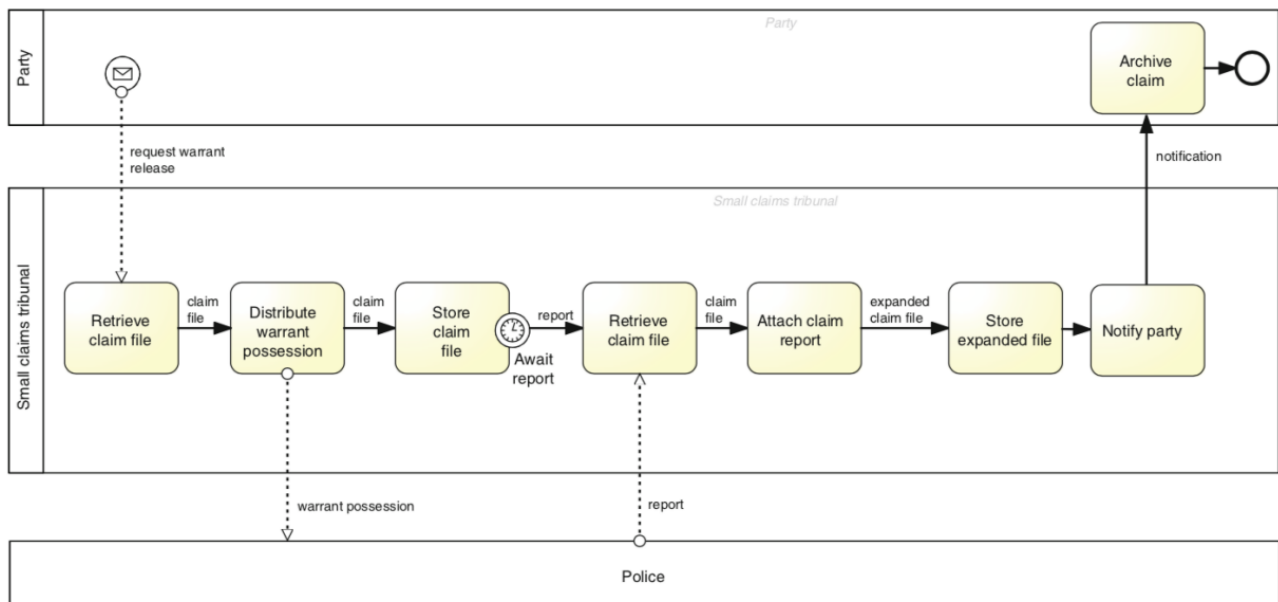 Party
Party
Archive
claim
request warrant
release
notification
Small claims tribunal
Small claims tribunal
Retrieve
claim file
claim
file
Distribute
warrant
possession
claim
file
Store
claim
file
Await
report
report
Retrieve
claim file
claim
file
Attach claim
report
expanded
claim file
Store
expanded file
Notify party
warrant possession
report
Police